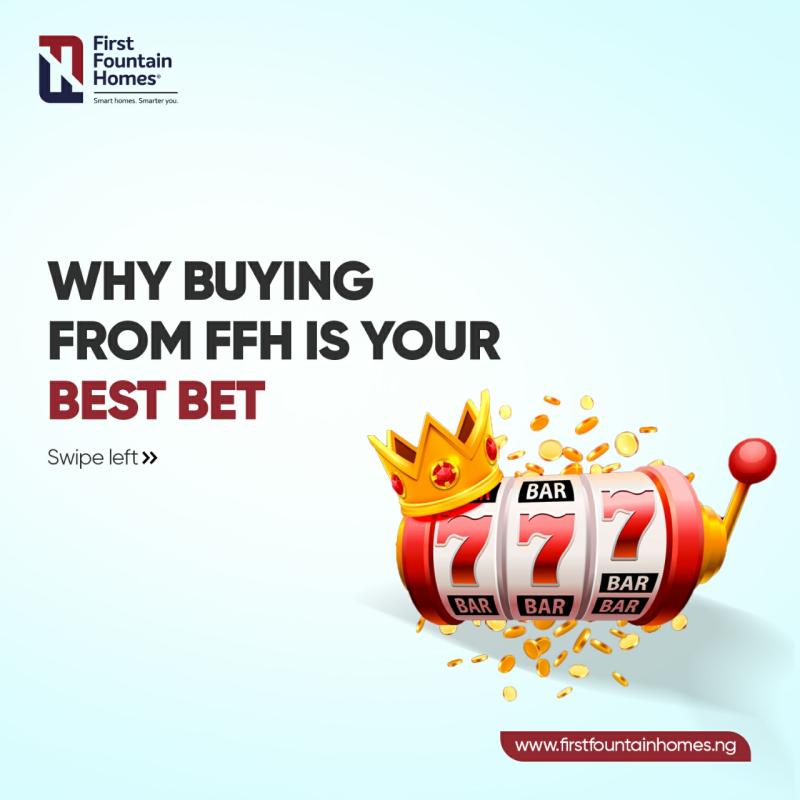 First
Fountain
Homes®
Smart homes. Smarter you.
WHY BUYING
FROM FFH IS YOUR
BEST BET
Swipe left »
BAR
7 7 7
BAR
BAR BAR BAR
www.firstfountainhomes.ng